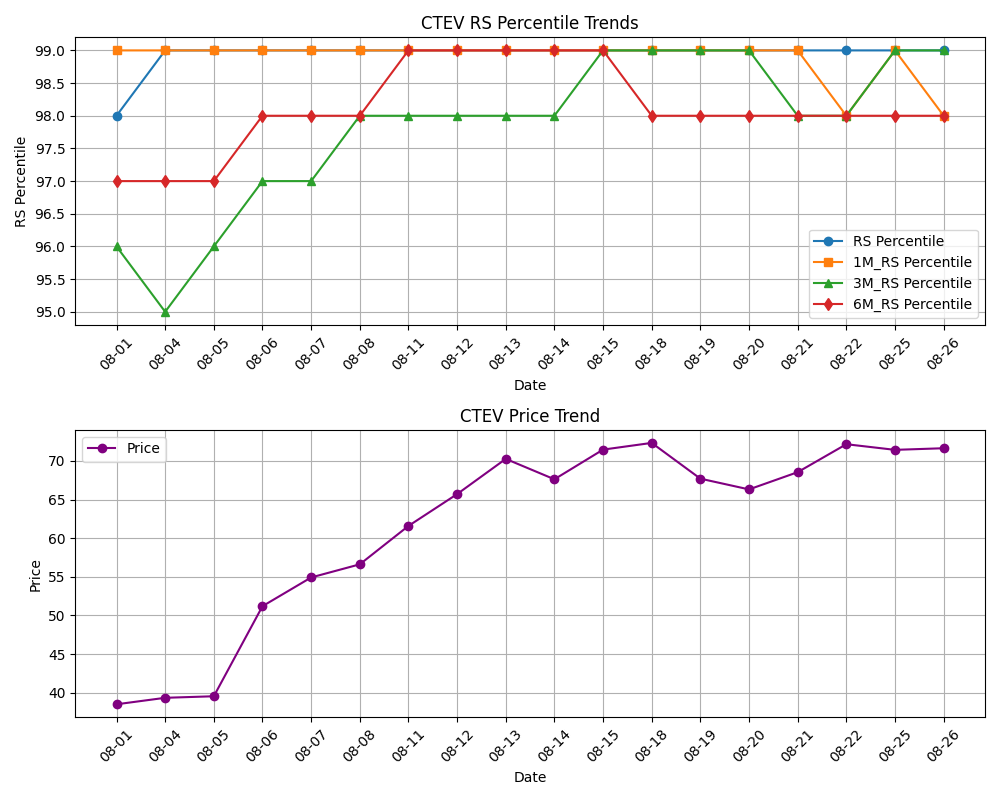 CTEV RS Percentile Trends
RS Percentile
99.0
98.5
98.0
97.5
97.0
96.5
96.0
95.5
95.0
RS Percentile
1M_RS Percentile
3M_RS Percentile
6M_RS Percentile
08-01 08-04 08-05 08-06 08-07 08-08 08-11 08-12 08-13 08-14 08-15 08-18 08-19 08-20 08-21 08-22 08-25 08-26
Date
CTEV Price Trend
Price
Price
70
65
60
55
50
45
40
08-01 08-04 08-05 08-06 08-07 08-08 08-11 08-12 08-13 08-14 08-15 08-18 08-19 08-20 08-21 08-22 08-25 08-26
Date